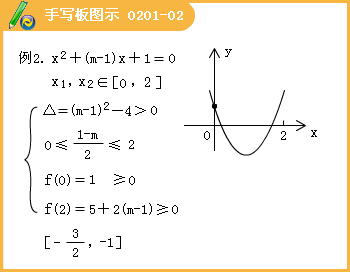 手写板图示 0201-02
例2. x²+(m-1)x+1=0
x₁, x₂∈[0, 2]
△=(m-1)²-4>0
0≤ (1-m)/2 ≤ 2
f(0)=1 ≥0
f(2)=5+2(m-1)≥0
[- 3/2, -1]
y
0
2
x